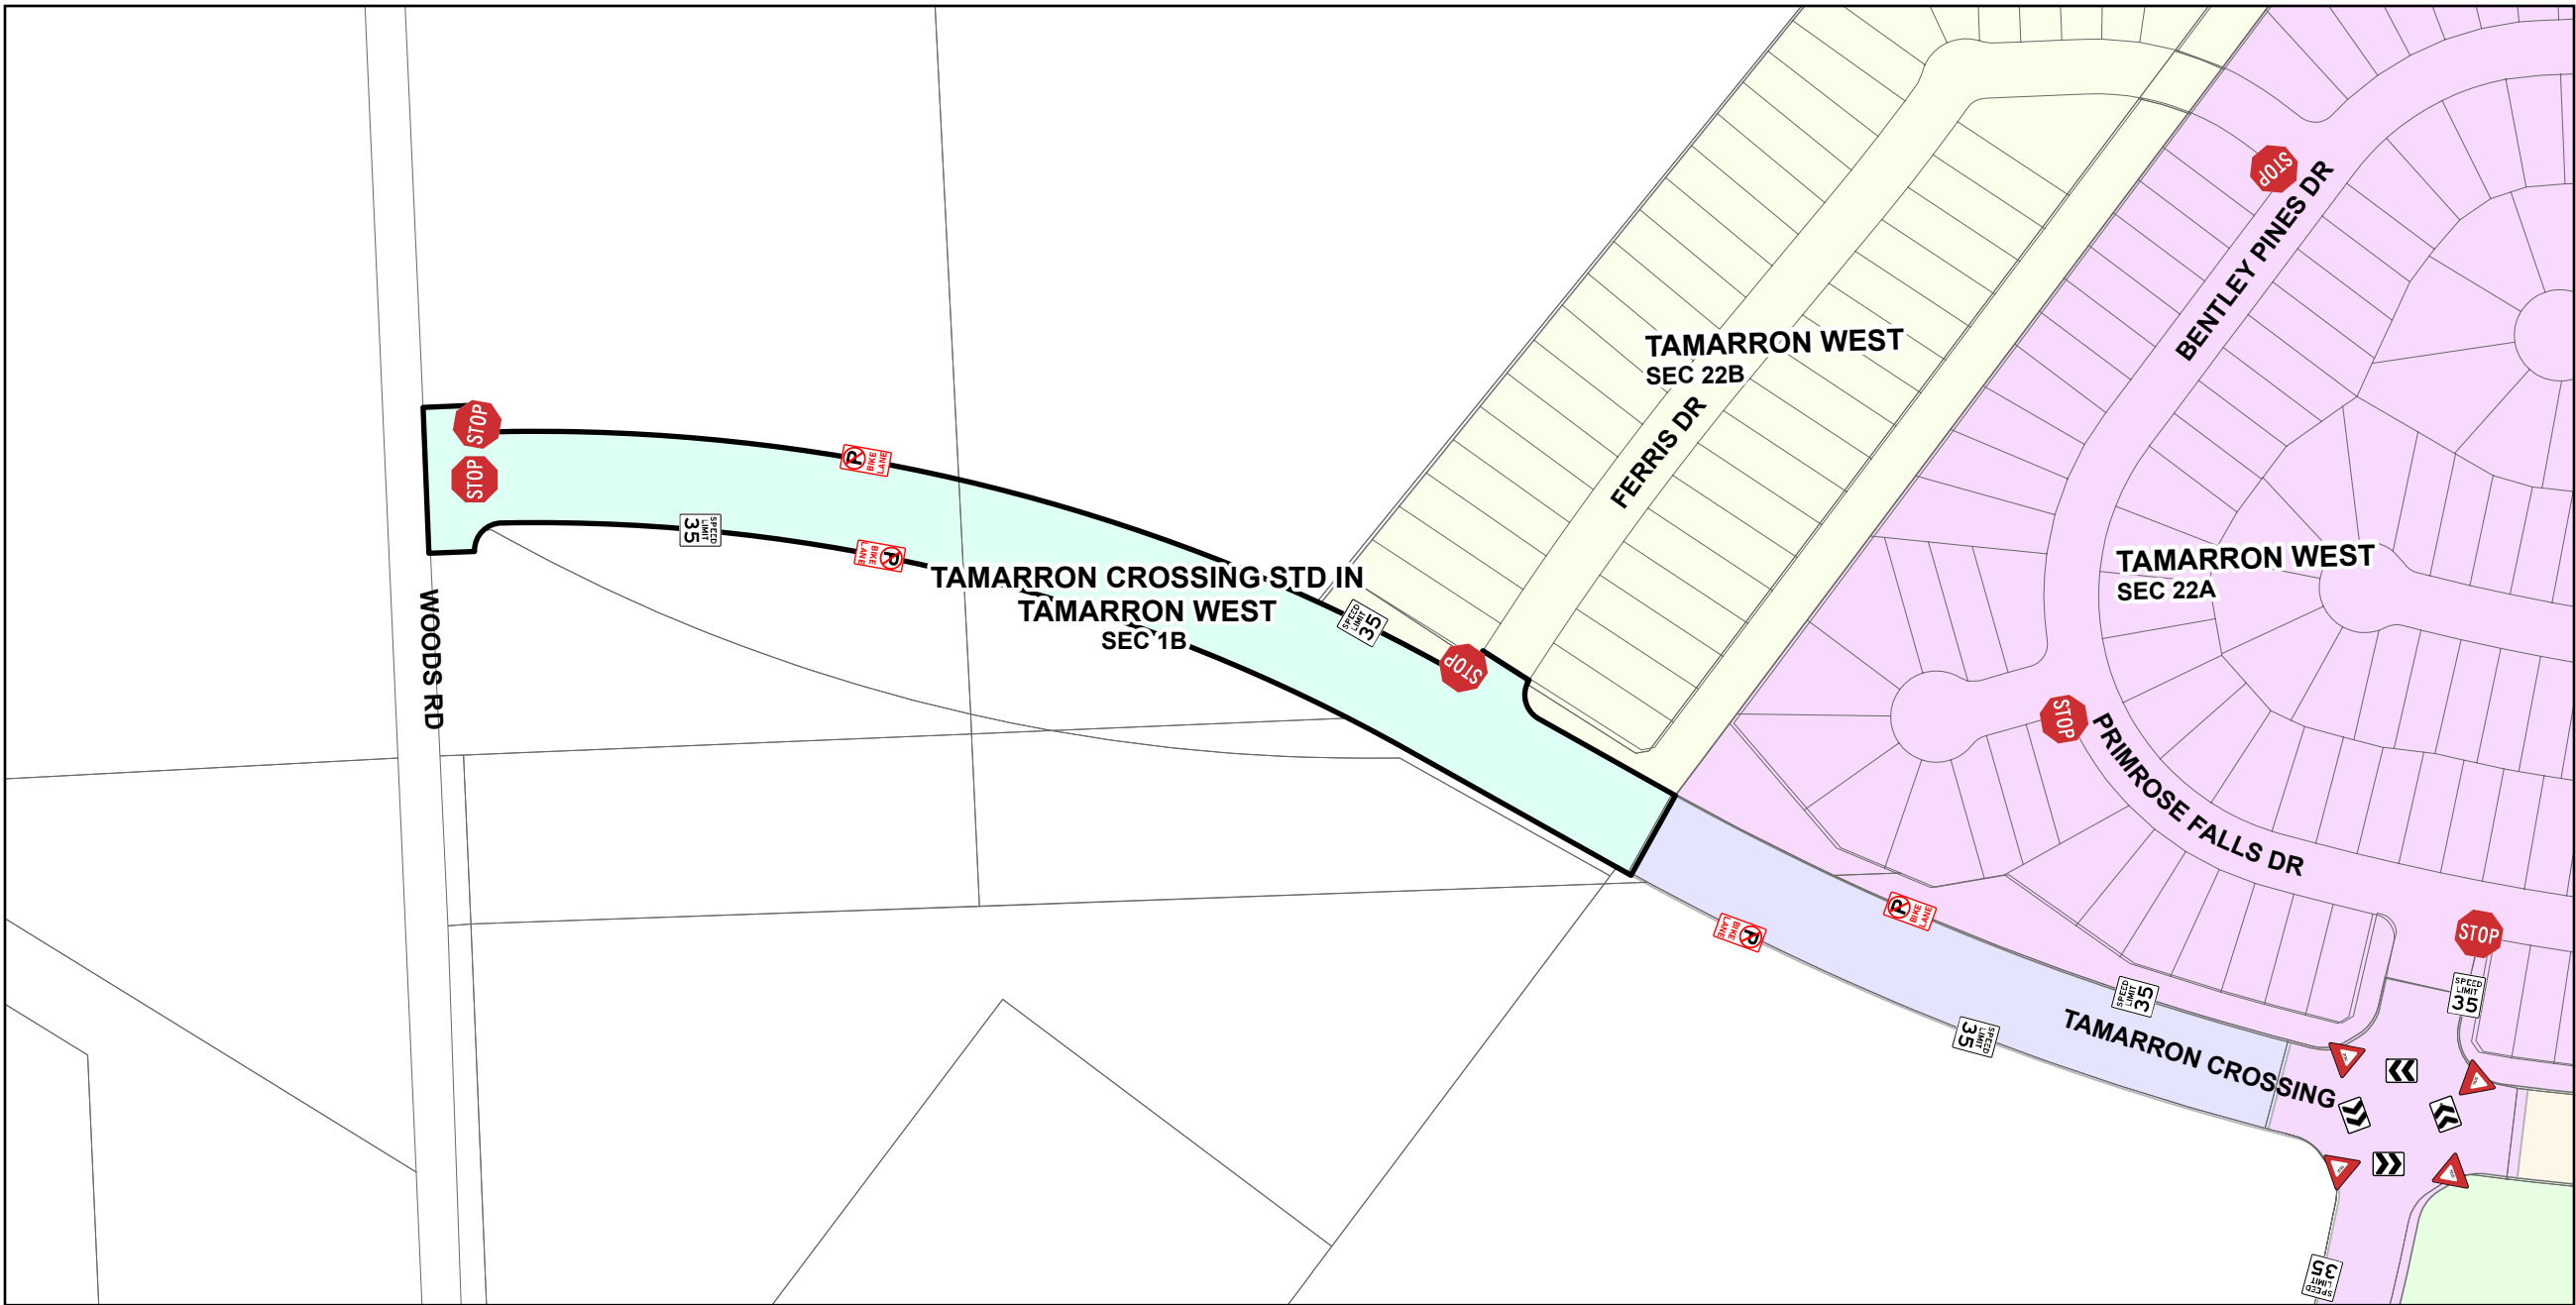 STOP
BENTLEY PINES DR
TAMARRON WEST
SEC 22B
FERRIS DR
STOP
STOP
P BIKE LANE
SPEED LIMIT 35
P BIKE LANE
TAMARRON WEST
SEC 22A
TAMARRON CROSSING STD IN
TAMARRON WEST
SEC 1B
SPEED LIMIT 35
STOP
WOODS RD
STOP
PRIMROSE FALLS DR
P BIKE LANE
P BIKE LANE
STOP
SPEED LIMIT 35
SPEED LIMIT 35
SPEED LIMIT 35
TAMARRON CROSSING
SPEED LIMIT 35